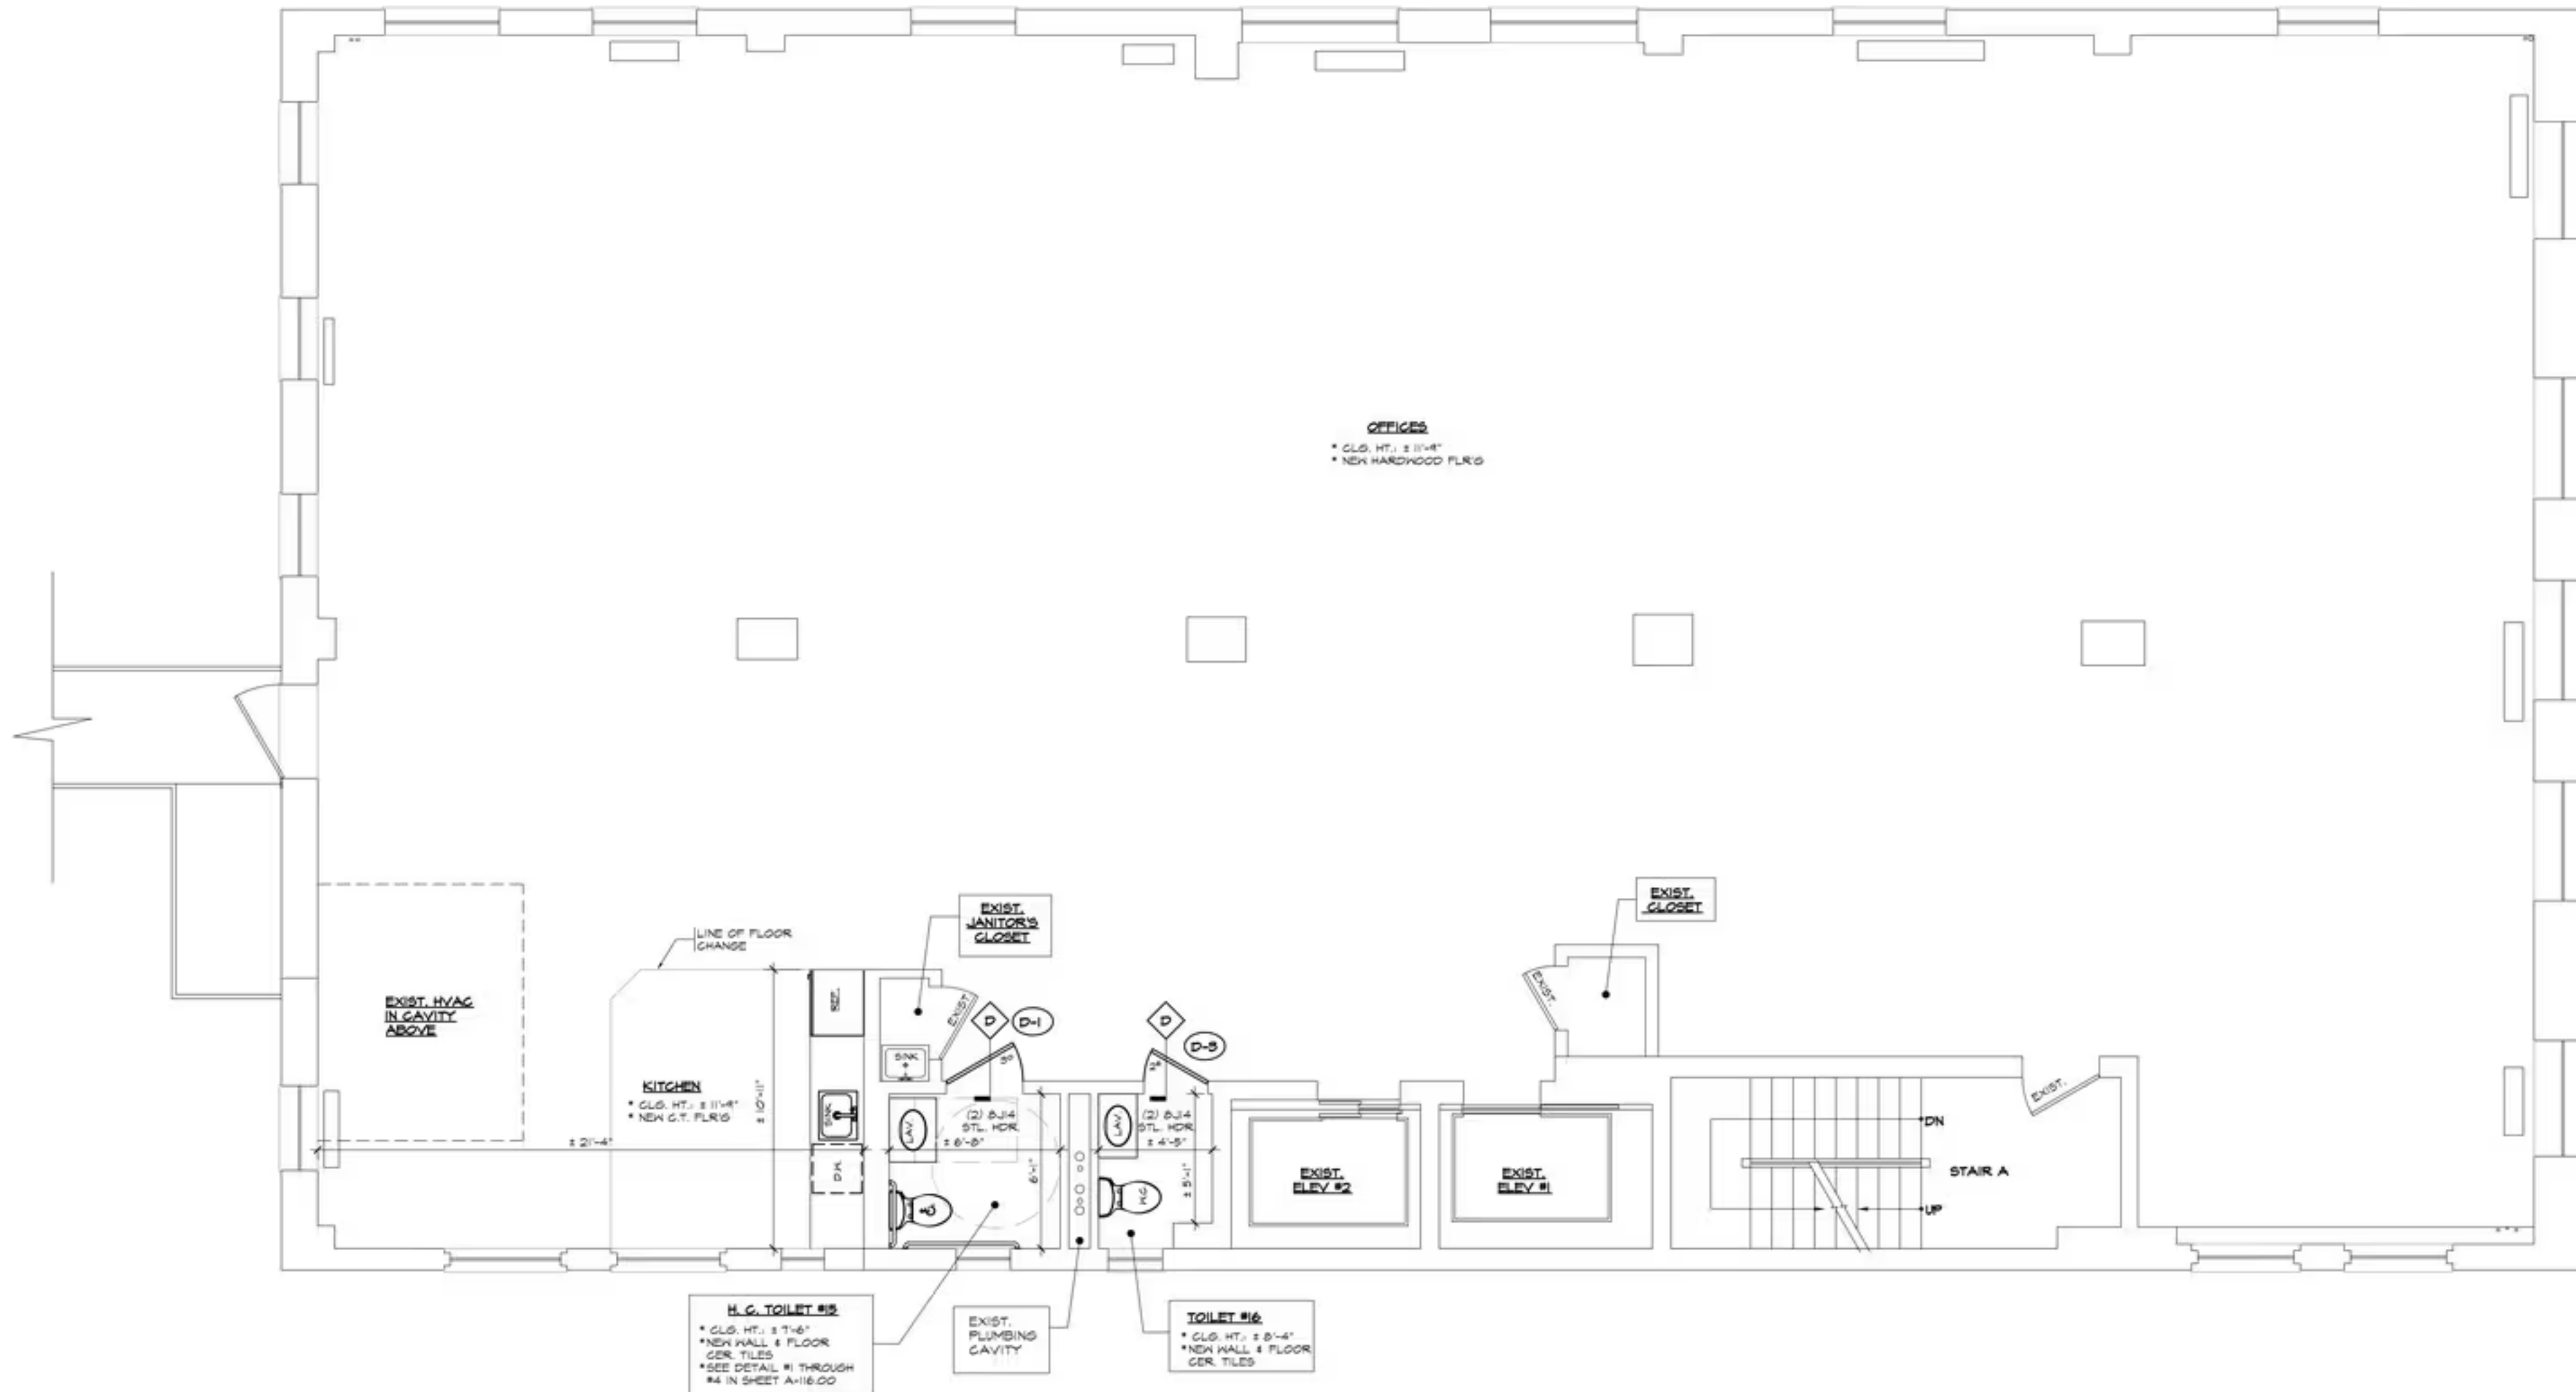 OFFICES
* CLG. HT.: ± 11'-9"
* NEW HARDWOOD FLR'G
EXIST.
CLOSET
EXIST.
JANITOR'S
CLOSET
LINE OF FLOOR
CHANGE
EXIST.
EXIST.
REF.
D
D-1
D
D-3
EXIST. HVAC
IN CAVITY
ABOVE
SINK
3⁰
KITCHEN
* CLG. HT.: ± 11'-9"
* NEW C.T. FLR'G
± 10'-11"
SINK
LAV.
(2) 8J14
STL. HDR.
± 6'-8"
LAV.
(2) 8J14
STL. HDR.
± 4'-5"
EXIST.
DN
± 21'-4"
D.W.
6'-1"
W.C.
± 5'-1"
EXIST.
ELEV #2
EXIST.
ELEV #1
STAIR A
UP
H. C. TOILET #15
* CLG. HT.: ± 7'-6"
*NEW WALL & FLOOR
CER. TILES
*SEE DETAIL #1 THROUGH
#4 IN SHEET A-116.00
EXIST.
PLUMBING
CAVITY
TOILET #16
* CLG. HT.: ± 8'-4"
*NEW WALL & FLOOR
CER. TILES